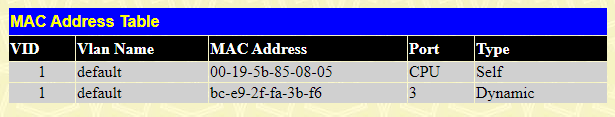 MAC Address Table
VID Vlan Name MAC Address Port Type
1 default 00-19-5b-85-08-05 CPU Self
1 default bc-e9-2f-fa-3b-f6 3 Dynamic